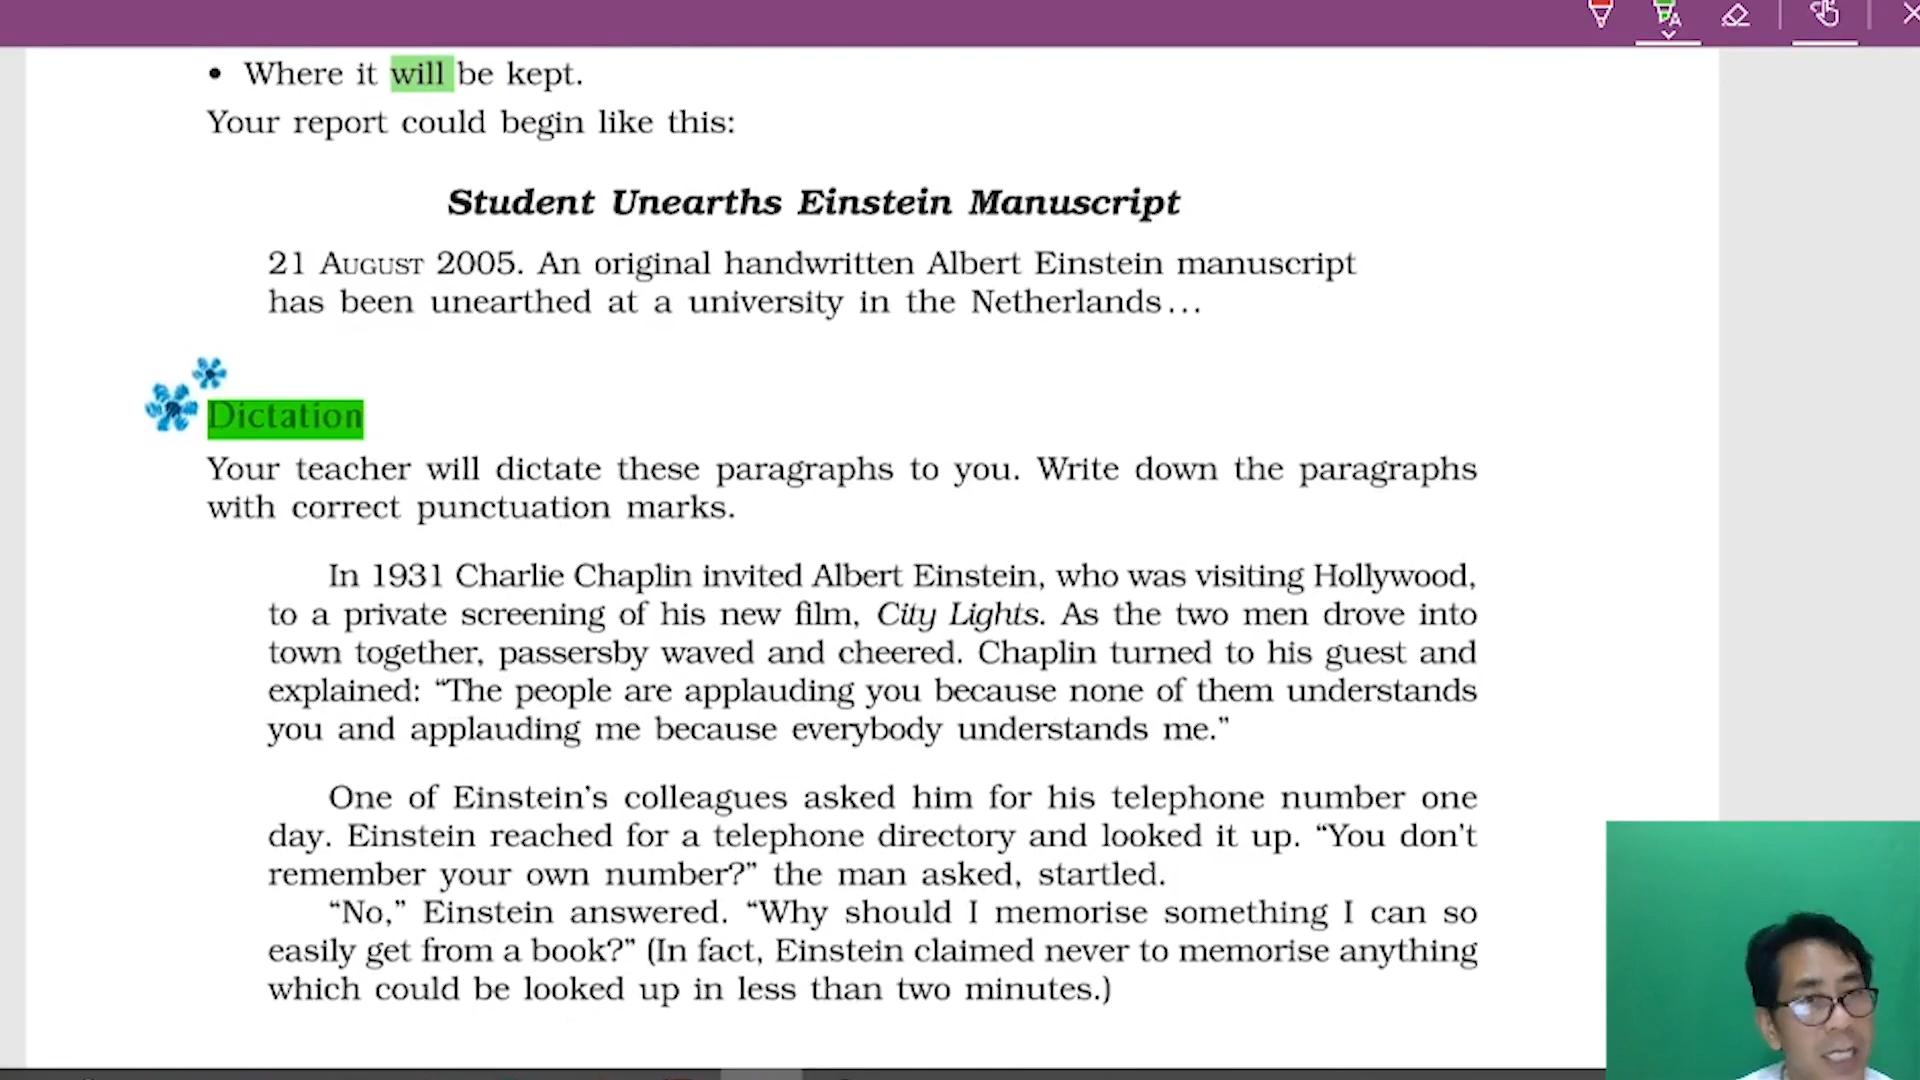 • Where it will be kept.
Your report could begin like this:
Student Unearths Einstein Manuscript
21 AUGUST 2005. An original handwritten Albert Einstein manuscript
has been unearthed at a university in the Netherlands...
Dictation
Your teacher will dictate these paragraphs to you. Write down the paragraphs
with correct punctuation marks.
In 1931 Charlie Chaplin invited Albert Einstein, who was visiting Hollywood,
to a private screening of his new film, City Lights. As the two men drove into
town together, passersby waved and cheered. Chaplin turned to his guest and
explained: “The people are applauding you because none of them understands
you and applauding me because everybody understands me.”
One of Einstein’s colleagues asked him for his telephone number one
day. Einstein reached for a telephone directory and looked it up. “You don’t
remember your own number?” the man asked, startled.
“No,” Einstein answered. “Why should I memorise something I can so
easily get from a book?” (In fact, Einstein claimed never to memorise anything
which could be looked up in less than two minutes.)